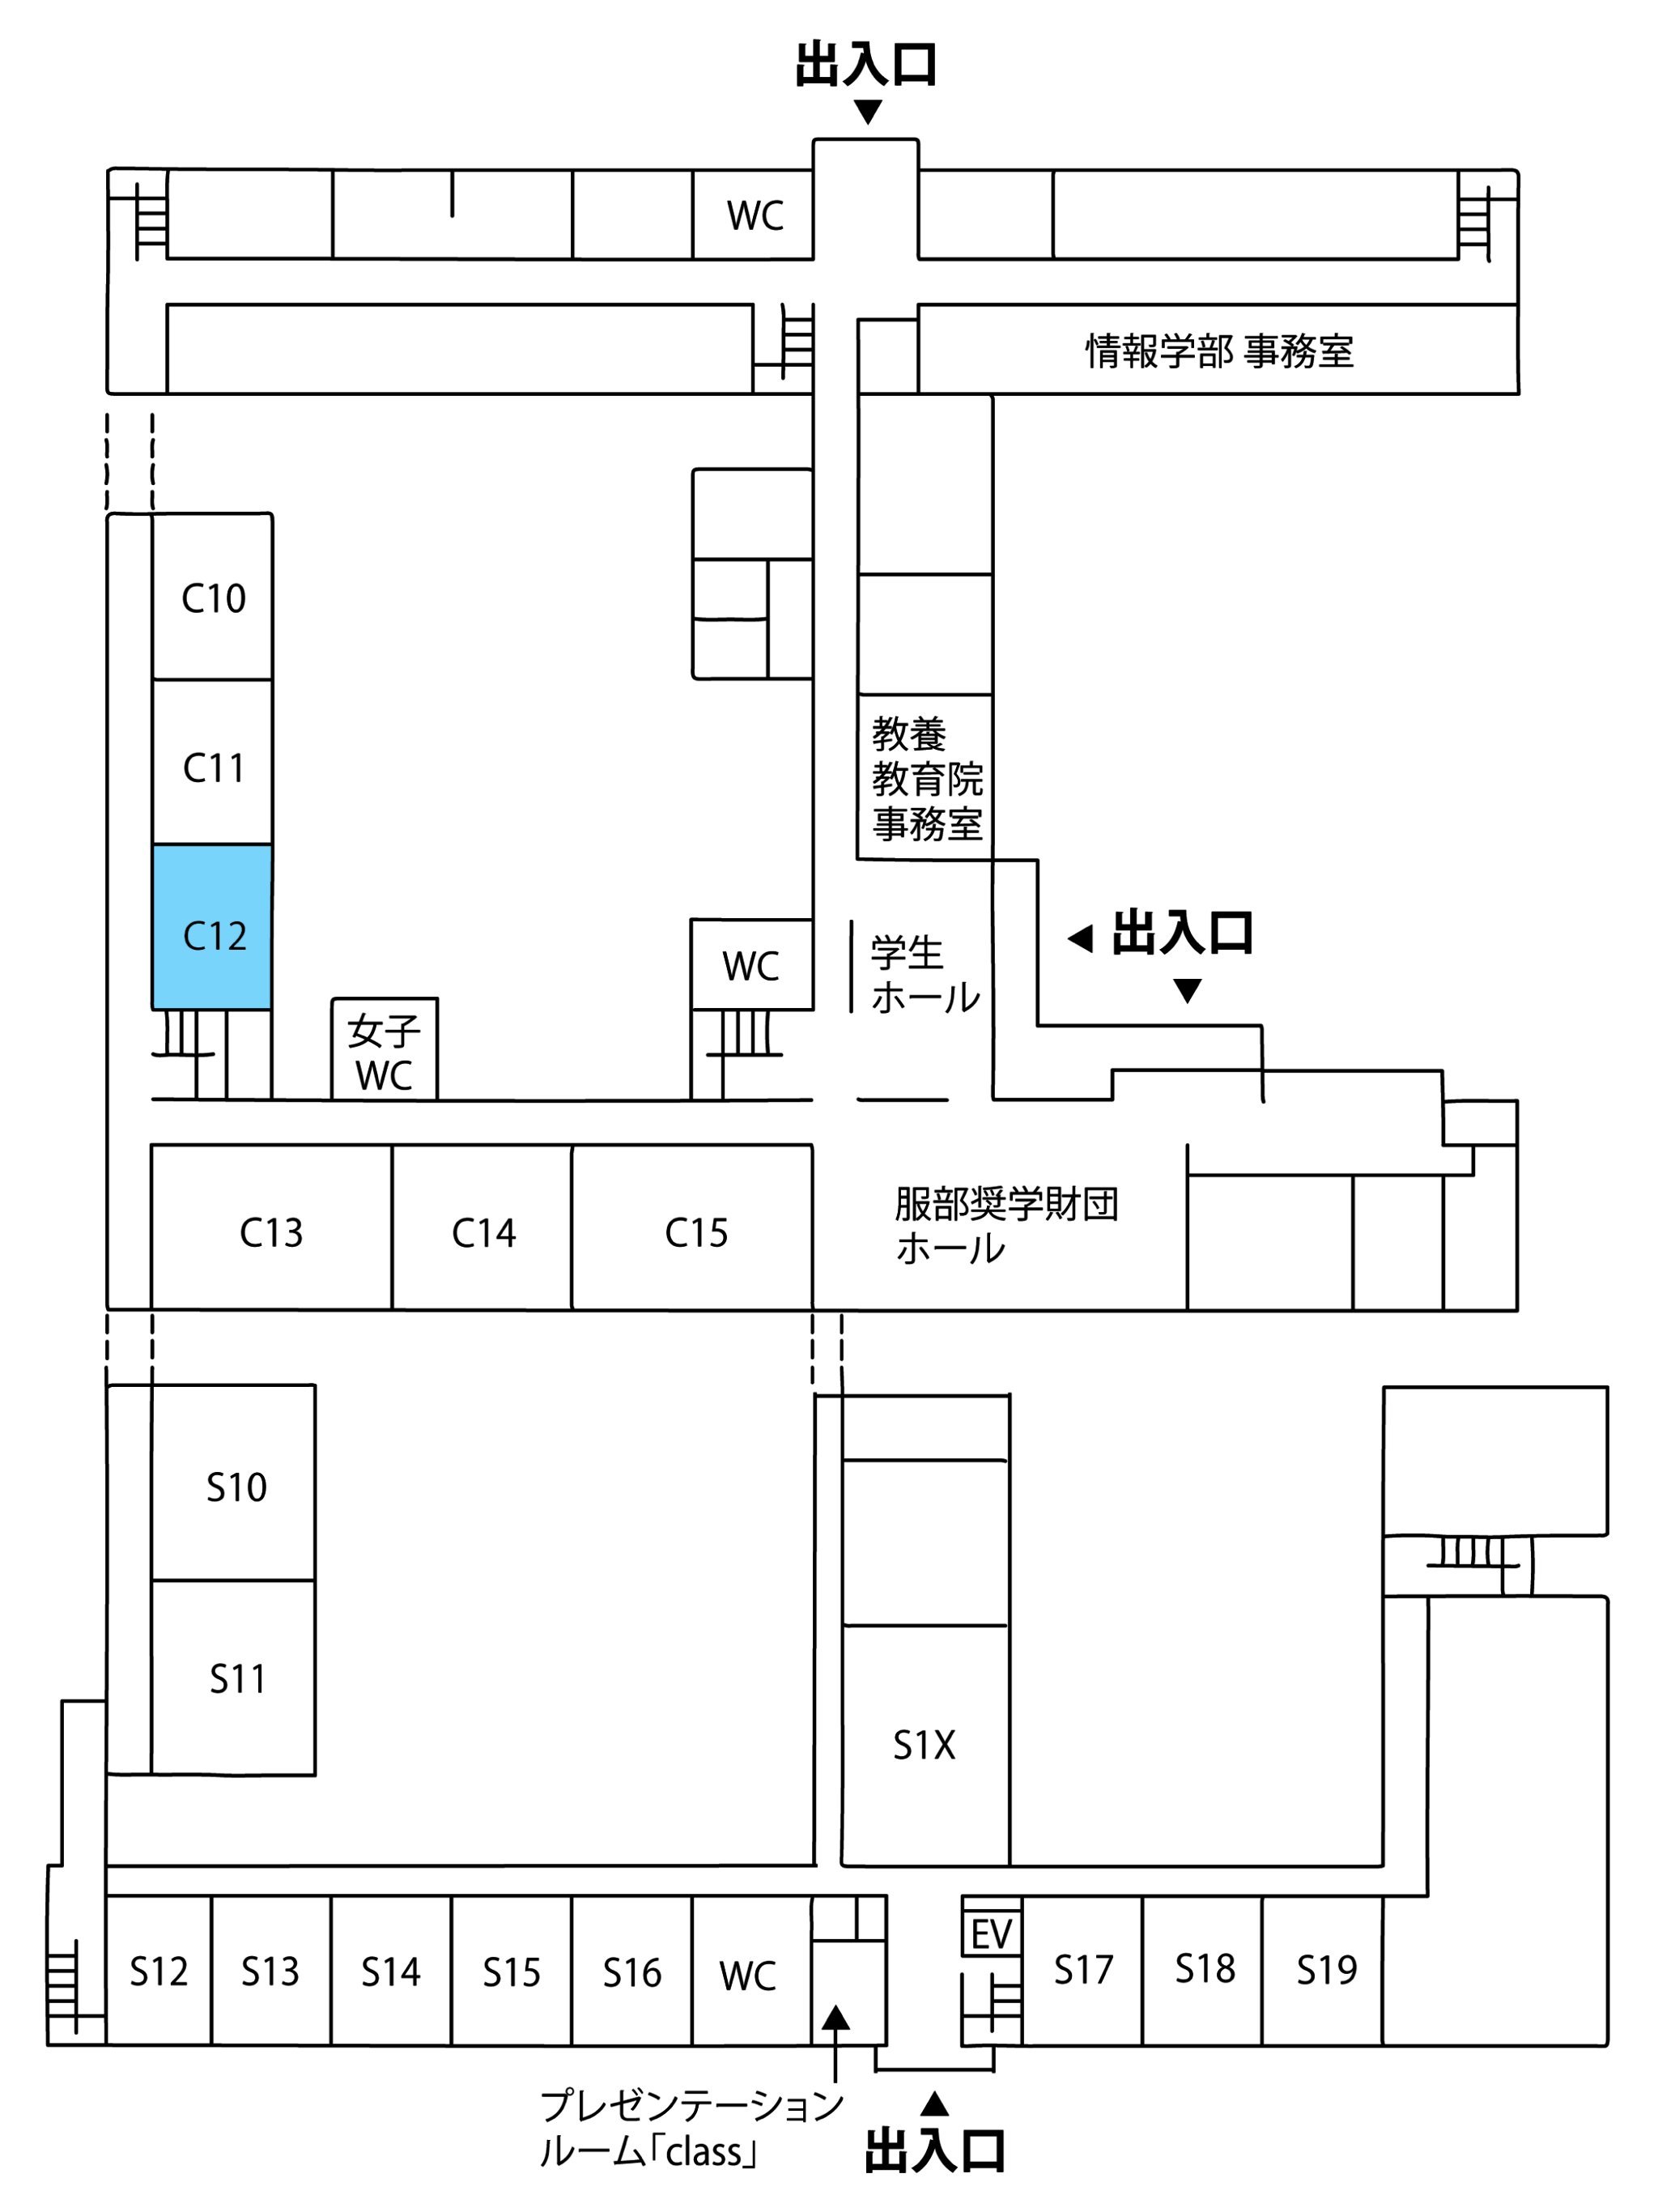 出入口
WC
情報学部 事務室
C10
C11
教養
教育院
事務室
C12
WC
学生
ホール
出入口
女子
WC
C13
C14
C15
服部奨学財団
ホール
S10
S11
S1X
EV
S12
S13
S14
S15
S16
WC
S17
S18
S19
プレゼンテーション
ルーム「class」
出入口